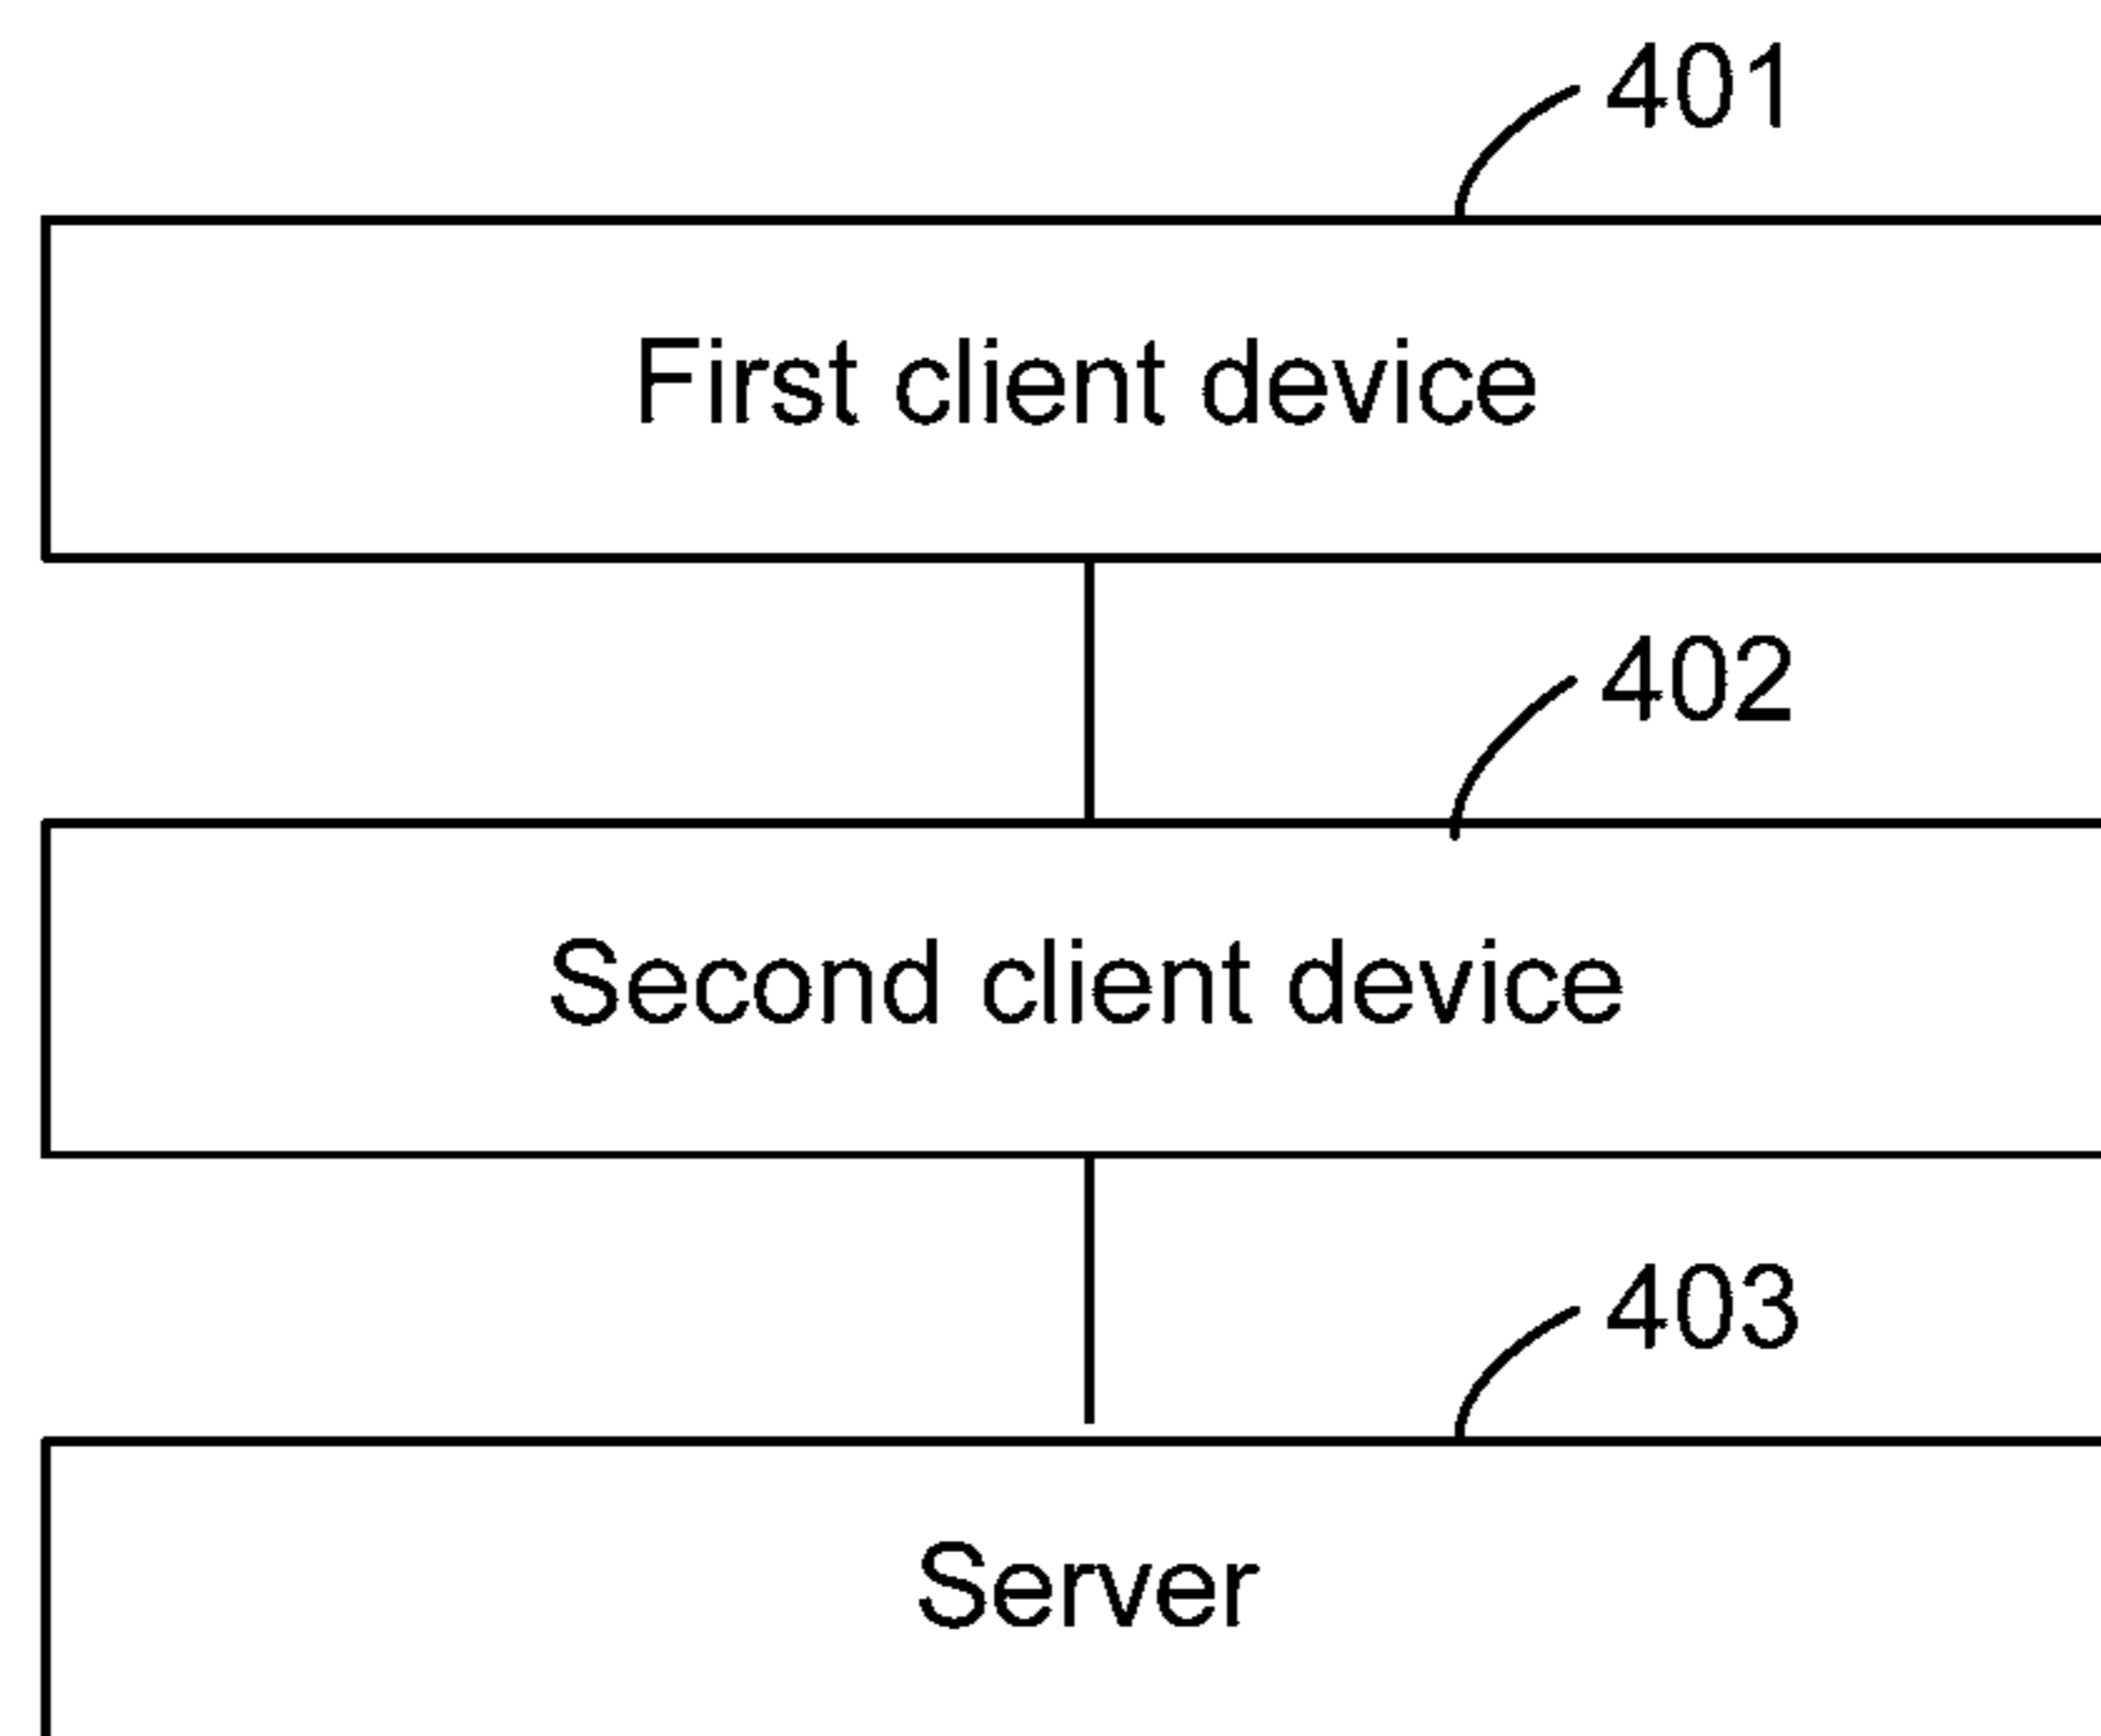 401
First client device
402
Second client device
403
Server